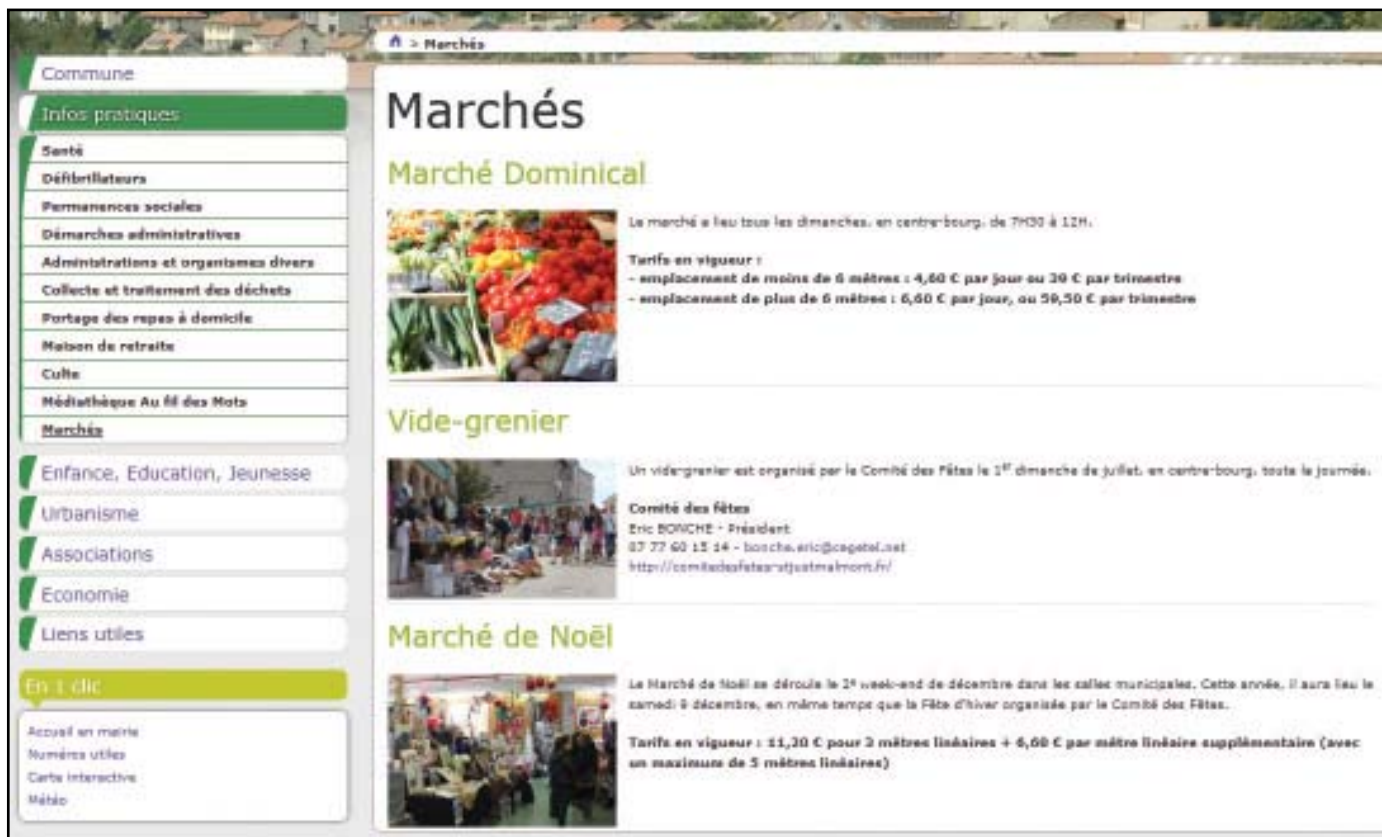 > Marchés
Commune
Infos pratiques
Santé
Défibrillateurs
Permanences sociales
Démarches administratives
Administrations et organismes divers
Collecte et traitement des déchets
Portage des repas à domicile
Maison de retraite
Culte
Médiathèque Au fil des Mots
Marchés
Enfance, Education, Jeunesse
Urbanisme
Associations
Economie
Liens utiles
En 1 clic
Accueil en mairie
Numéros utiles
Carte interactive
Météo
Marchés
Marché Dominical
Le marché a lieu tous les dimanches, en centre-bourg, de 7H30 à 12H.
Tarifs en vigueur :
- emplacement de moins de 6 mètres : 4,60 € par jour ou 39 € par trimestre
- emplacement de plus de 6 mètres : 6,60 € par jour, ou 59,50 € par trimestre
Vide-grenier
Un vide-grenier est organisé par le Comité des Fêtes le 1er dimanche de juillet, en centre-bourg, toute la journée.
Comité des fêtes
Eric BONCHE - Président
07 77 60 15 14 - bonche.eric@cegetel.net
http://comitedesfetes-stjustmalmont.fr/
Marché de Noël
Le Marché de Noël se déroule le 2e week-end de décembre dans les salles municipales. Cette année, il aura lieu le
samedi 9 décembre, en même temps que la Fête d'hiver organisée par le Comité des Fêtes.
Tarifs en vigueur : 11,20 € pour 3 mètres linéaires + 6,60 € par mètre linéaire supplémentaire (avec
un maximum de 5 mètres linéaires)